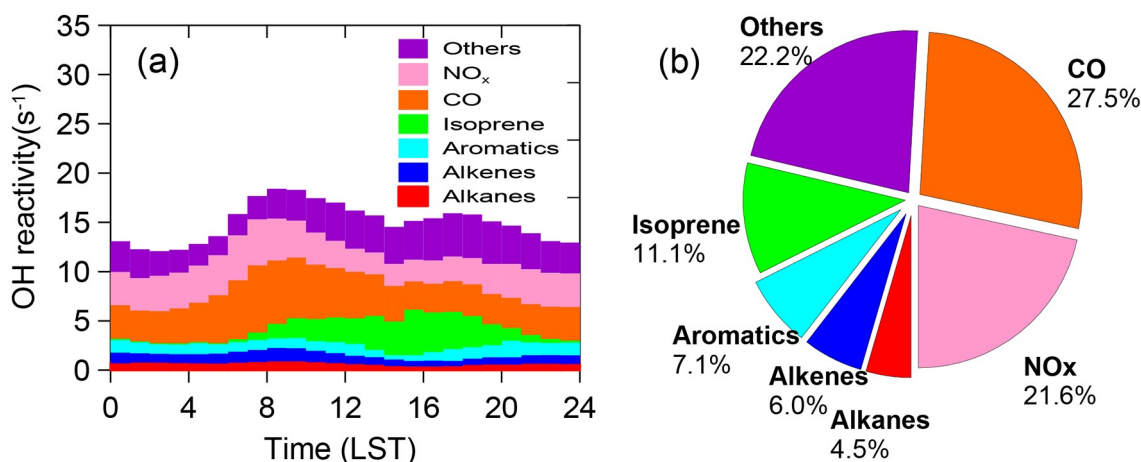 (a)
OH reactivity(s⁻¹)
35
30
25
20
15
10
5
0
Others
NOₓ
CO
Isoprene
Aromatics
Alkenes
Alkanes
0 4 8 12 16 20 24
Time (LST)
(b)
Others
22.2%
CO
27.5%
Isoprene
11.1%
Aromatics
7.1%
Alkenes
6.0%
Alkanes
4.5%
NOx
21.6%